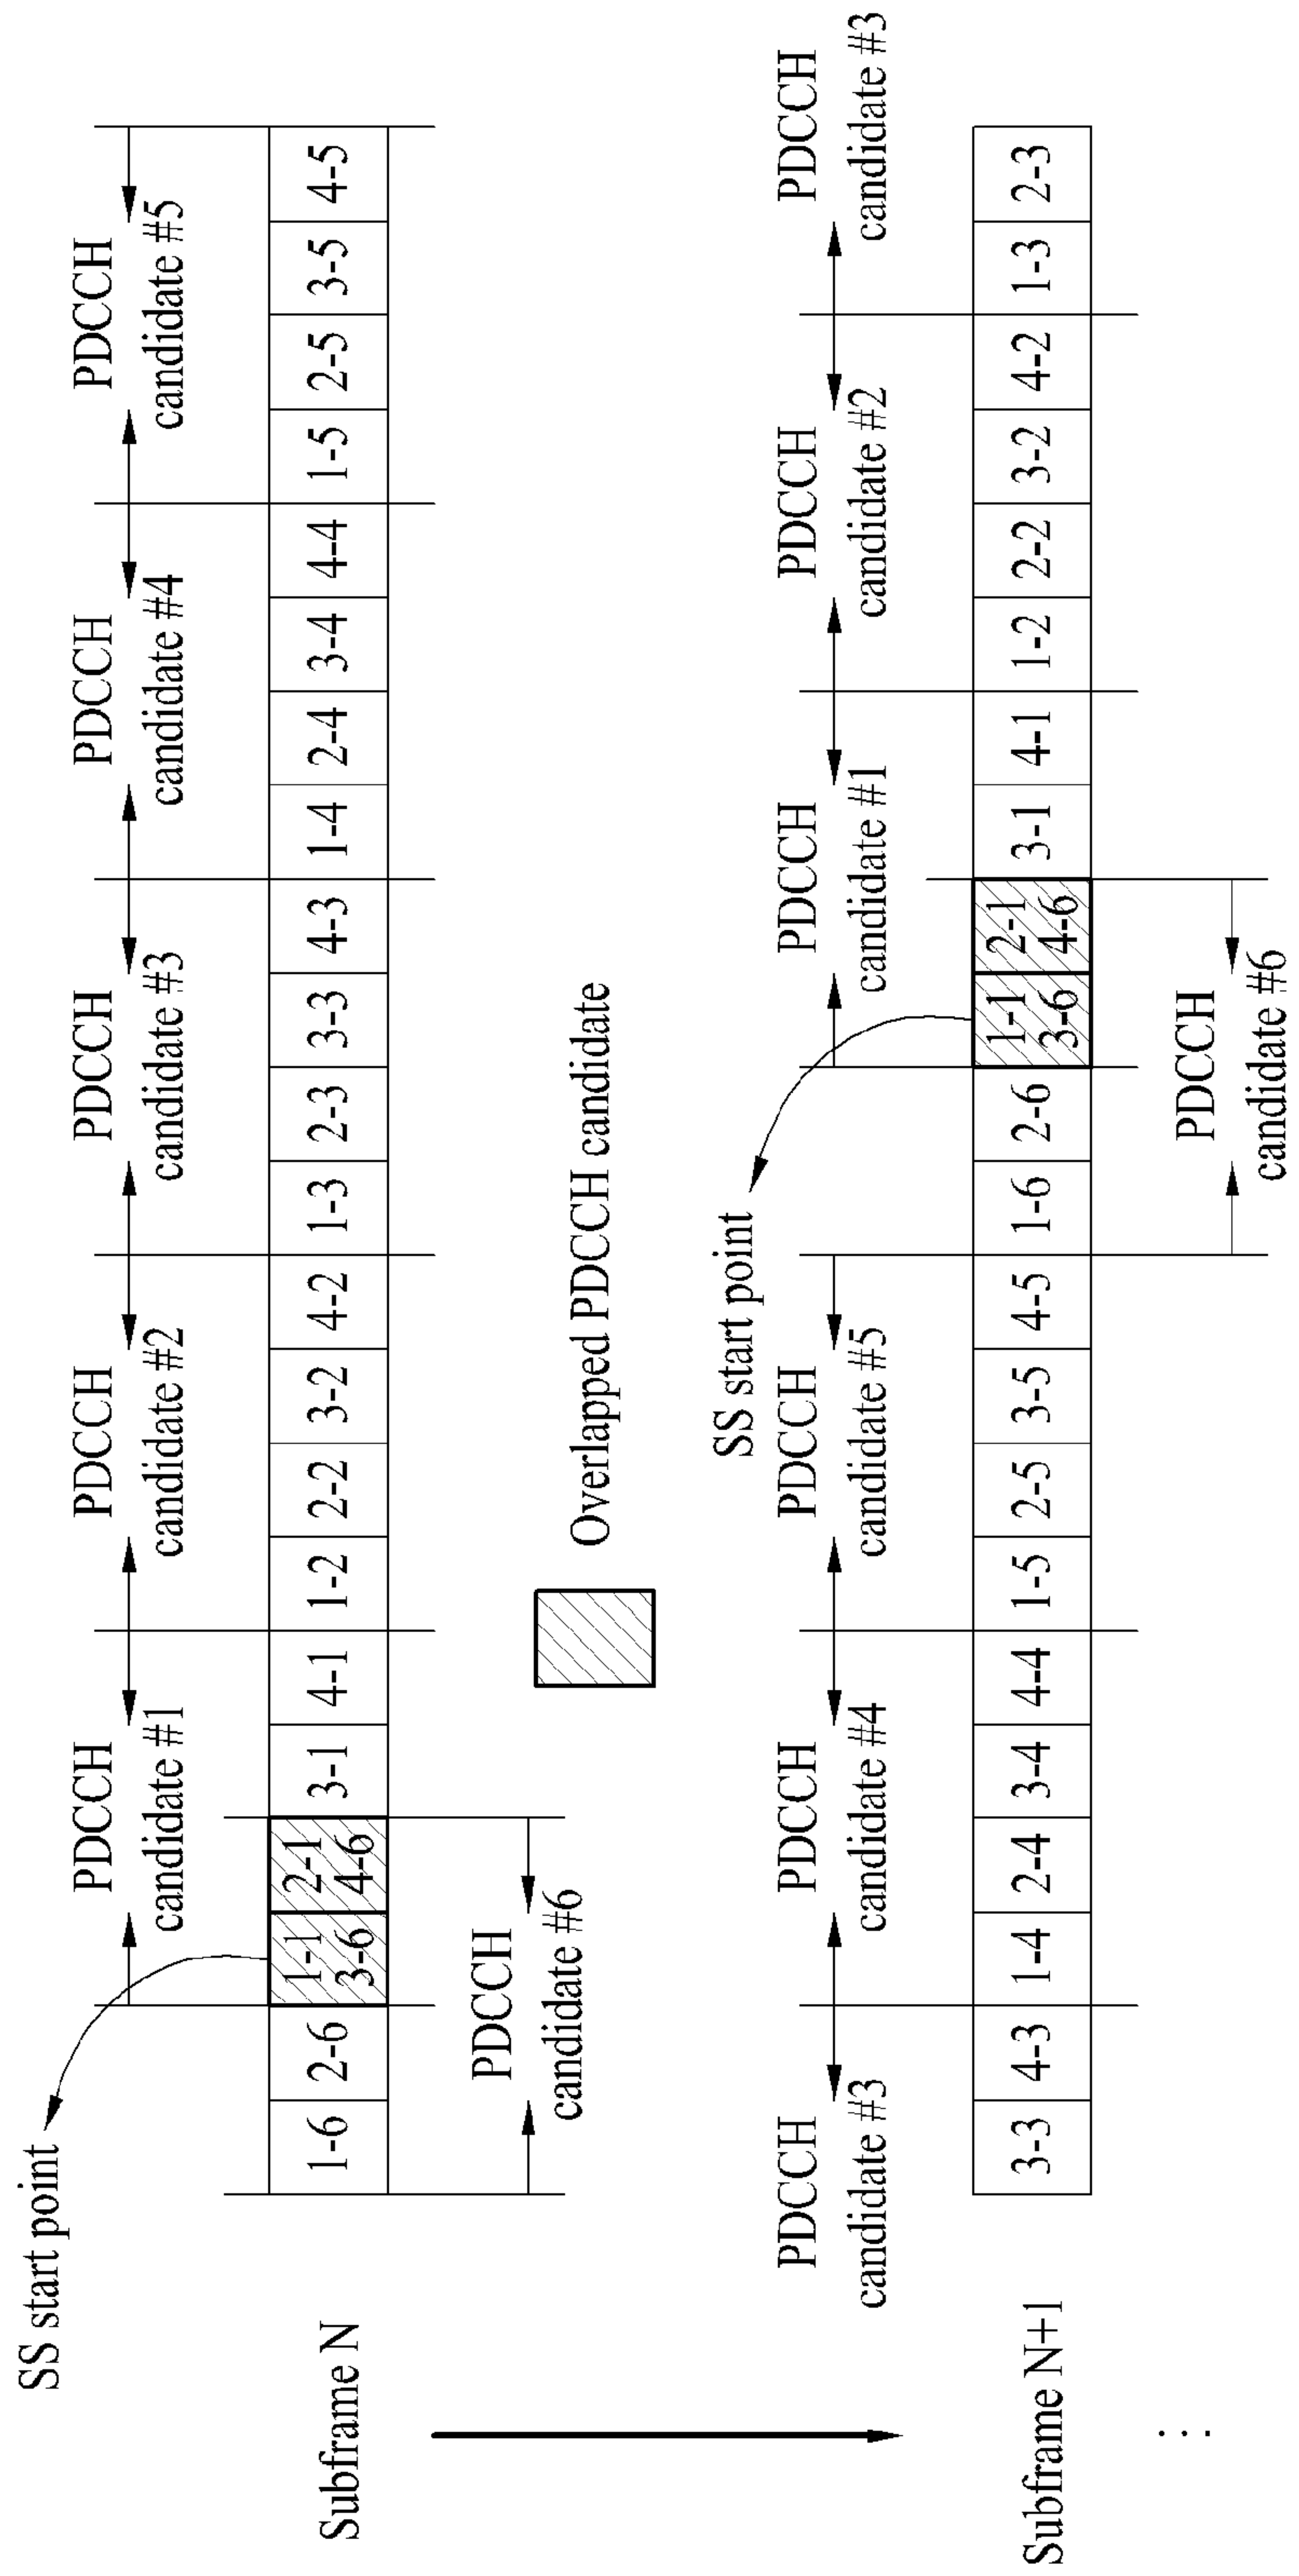 SS start point
PDCCH
candidate #1
PDCCH
candidate #2
PDCCH
candidate #3
PDCCH
candidate #4
PDCCH
candidate #5
Subframe N
1-6 2-6 1-1 2-1 3-1 4-1 1-2 2-2 3-2 4-2 1-3 2-3 3-3 4-3 1-4 2-4 3-4 4-4 1-5 2-5 3-5 4-5
3-6 4-6
PDCCH
candidate #6
Overlapped PDCCH candidate
SS start point
PDCCH
candidate #3
PDCCH
candidate #4
PDCCH
candidate #5
PDCCH
candidate #1
PDCCH
candidate #2
PDCCH
candidate #3
Subframe N+1
3-3 4-3 1-4 2-4 3-4 4-4 1-5 2-5 3-5 4-5 1-6 2-6 1-1 2-1 3-1 4-1 1-2 2-2 3-2 4-2 1-3 2-3
3-6 4-6
PDCCH
candidate #6
...